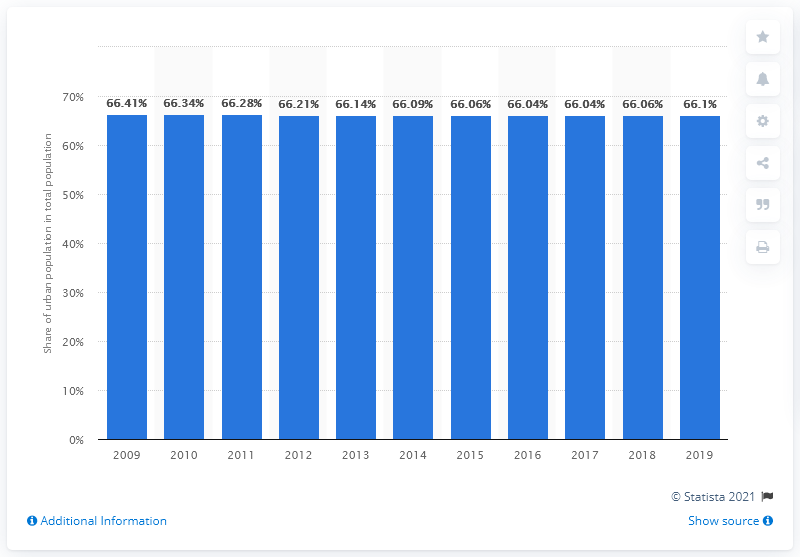 70%
60%
50%
40%
30%
20%
10%
0%
Share of urban population in total population
66.41% 66.34% 66.28% 66.21% 66.14% 66.09% 66.06% 66.04% 66.04% 66.06% 66.1%
2009 2010 2011 2012 2013 2014 2015 2016 2017 2018 2019
© Statista 2021
Additional Information
Show source